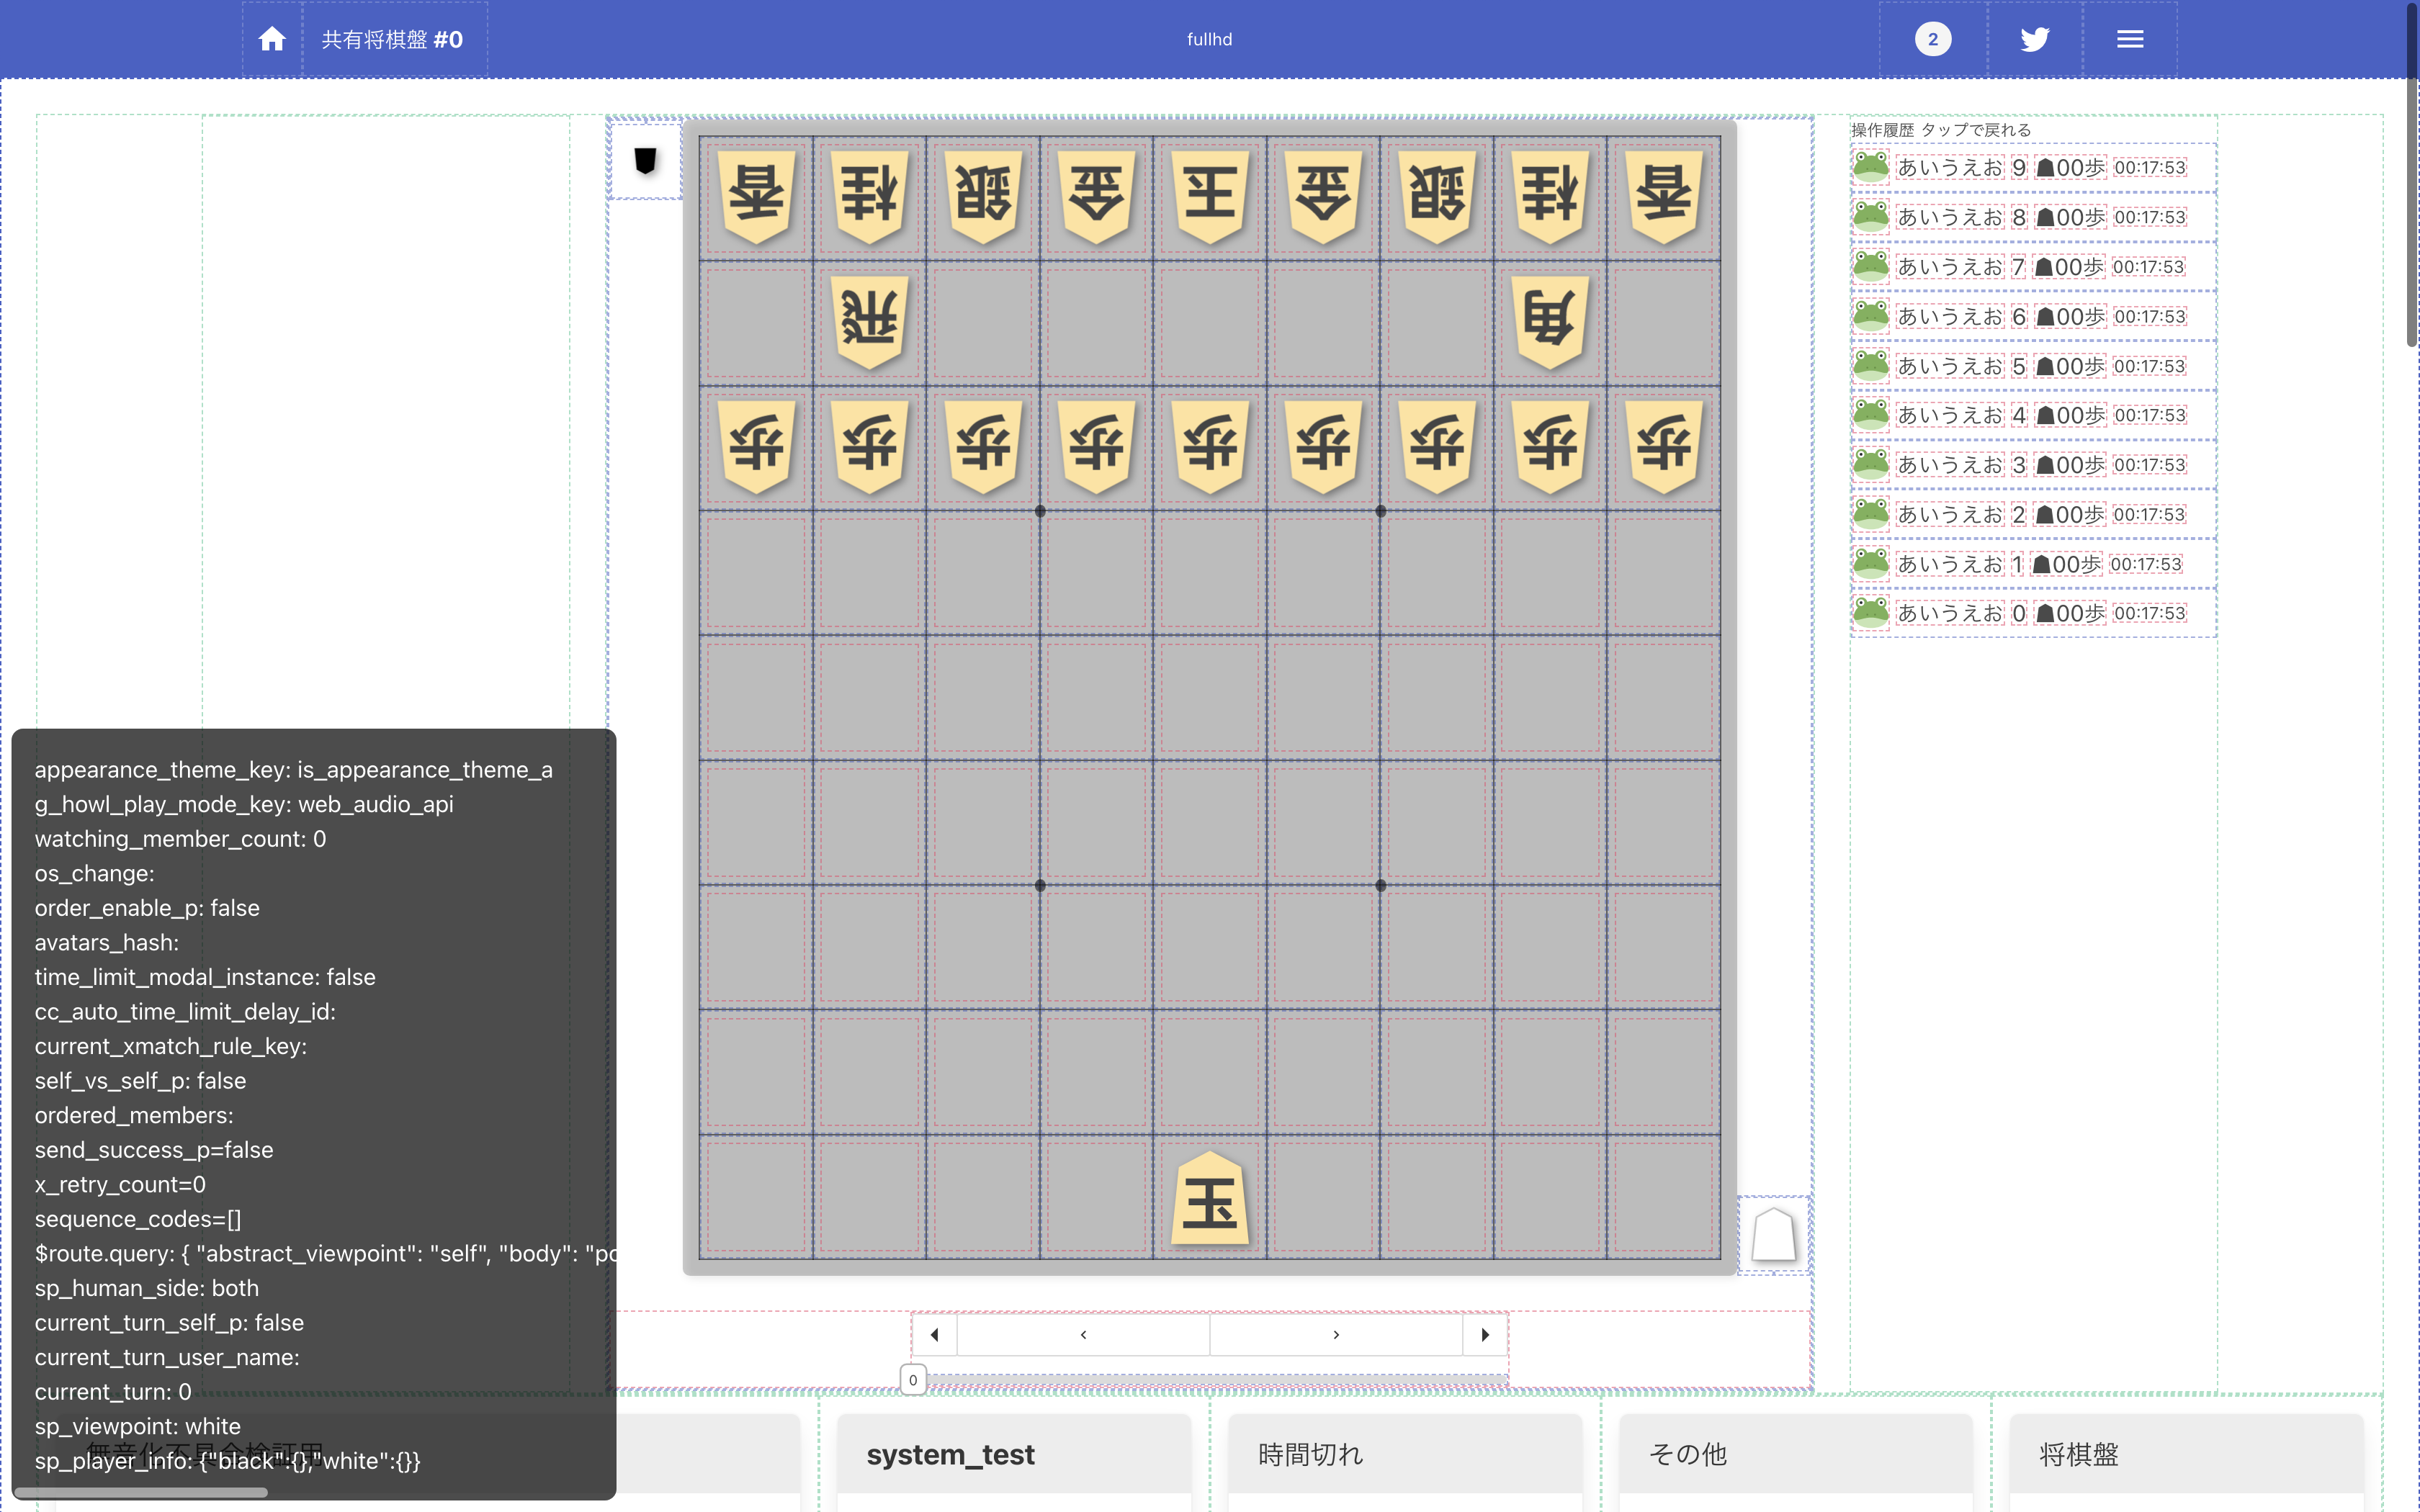 共有将棋盤 #0
fullhd
2
操作履歴 タップで戻れる
あいうえお 9 ☗00歩 00:17:53
あいうえお 8 ☗00歩 00:17:53
あいうえお 7 ☗00歩 00:17:53
あいうえお 6 ☗00歩 00:17:53
あいうえお 5 ☗00歩 00:17:53
あいうえお 4 ☗00歩 00:17:53
あいうえお 3 ☗00歩 00:17:53
あいうえお 2 ☗00歩 00:17:53
あいうえお 1 ☗00歩 00:17:53
あいうえお 0 ☗00歩 00:17:53
香 桂 銀 金 玉 金 銀 桂 香
飛 角
歩 歩 歩 歩 歩 歩 歩 歩 歩
玉
0
appearance_theme_key: is_appearance_theme_a
g_howl_play_mode_key: web_audio_api
watching_member_count: 0
os_change:
order_enable_p: false
avatars_hash:
time_limit_modal_instance: false
cc_auto_time_limit_delay_id:
current_xmatch_rule_key:
self_vs_self_p: false
ordered_members:
send_success_p=false
x_retry_count=0
sequence_codes=[]
$route.query: { "abstract_viewpoint": "self", "body": "po
sp_human_side: both
current_turn_self_p: false
current_turn_user_name:
current_turn: 0
sp_viewpoint: white
sp_player_info: {"black":{},"white":{}}
無音化不具合検証用
system_test
時間切れ
その他
将棋盤